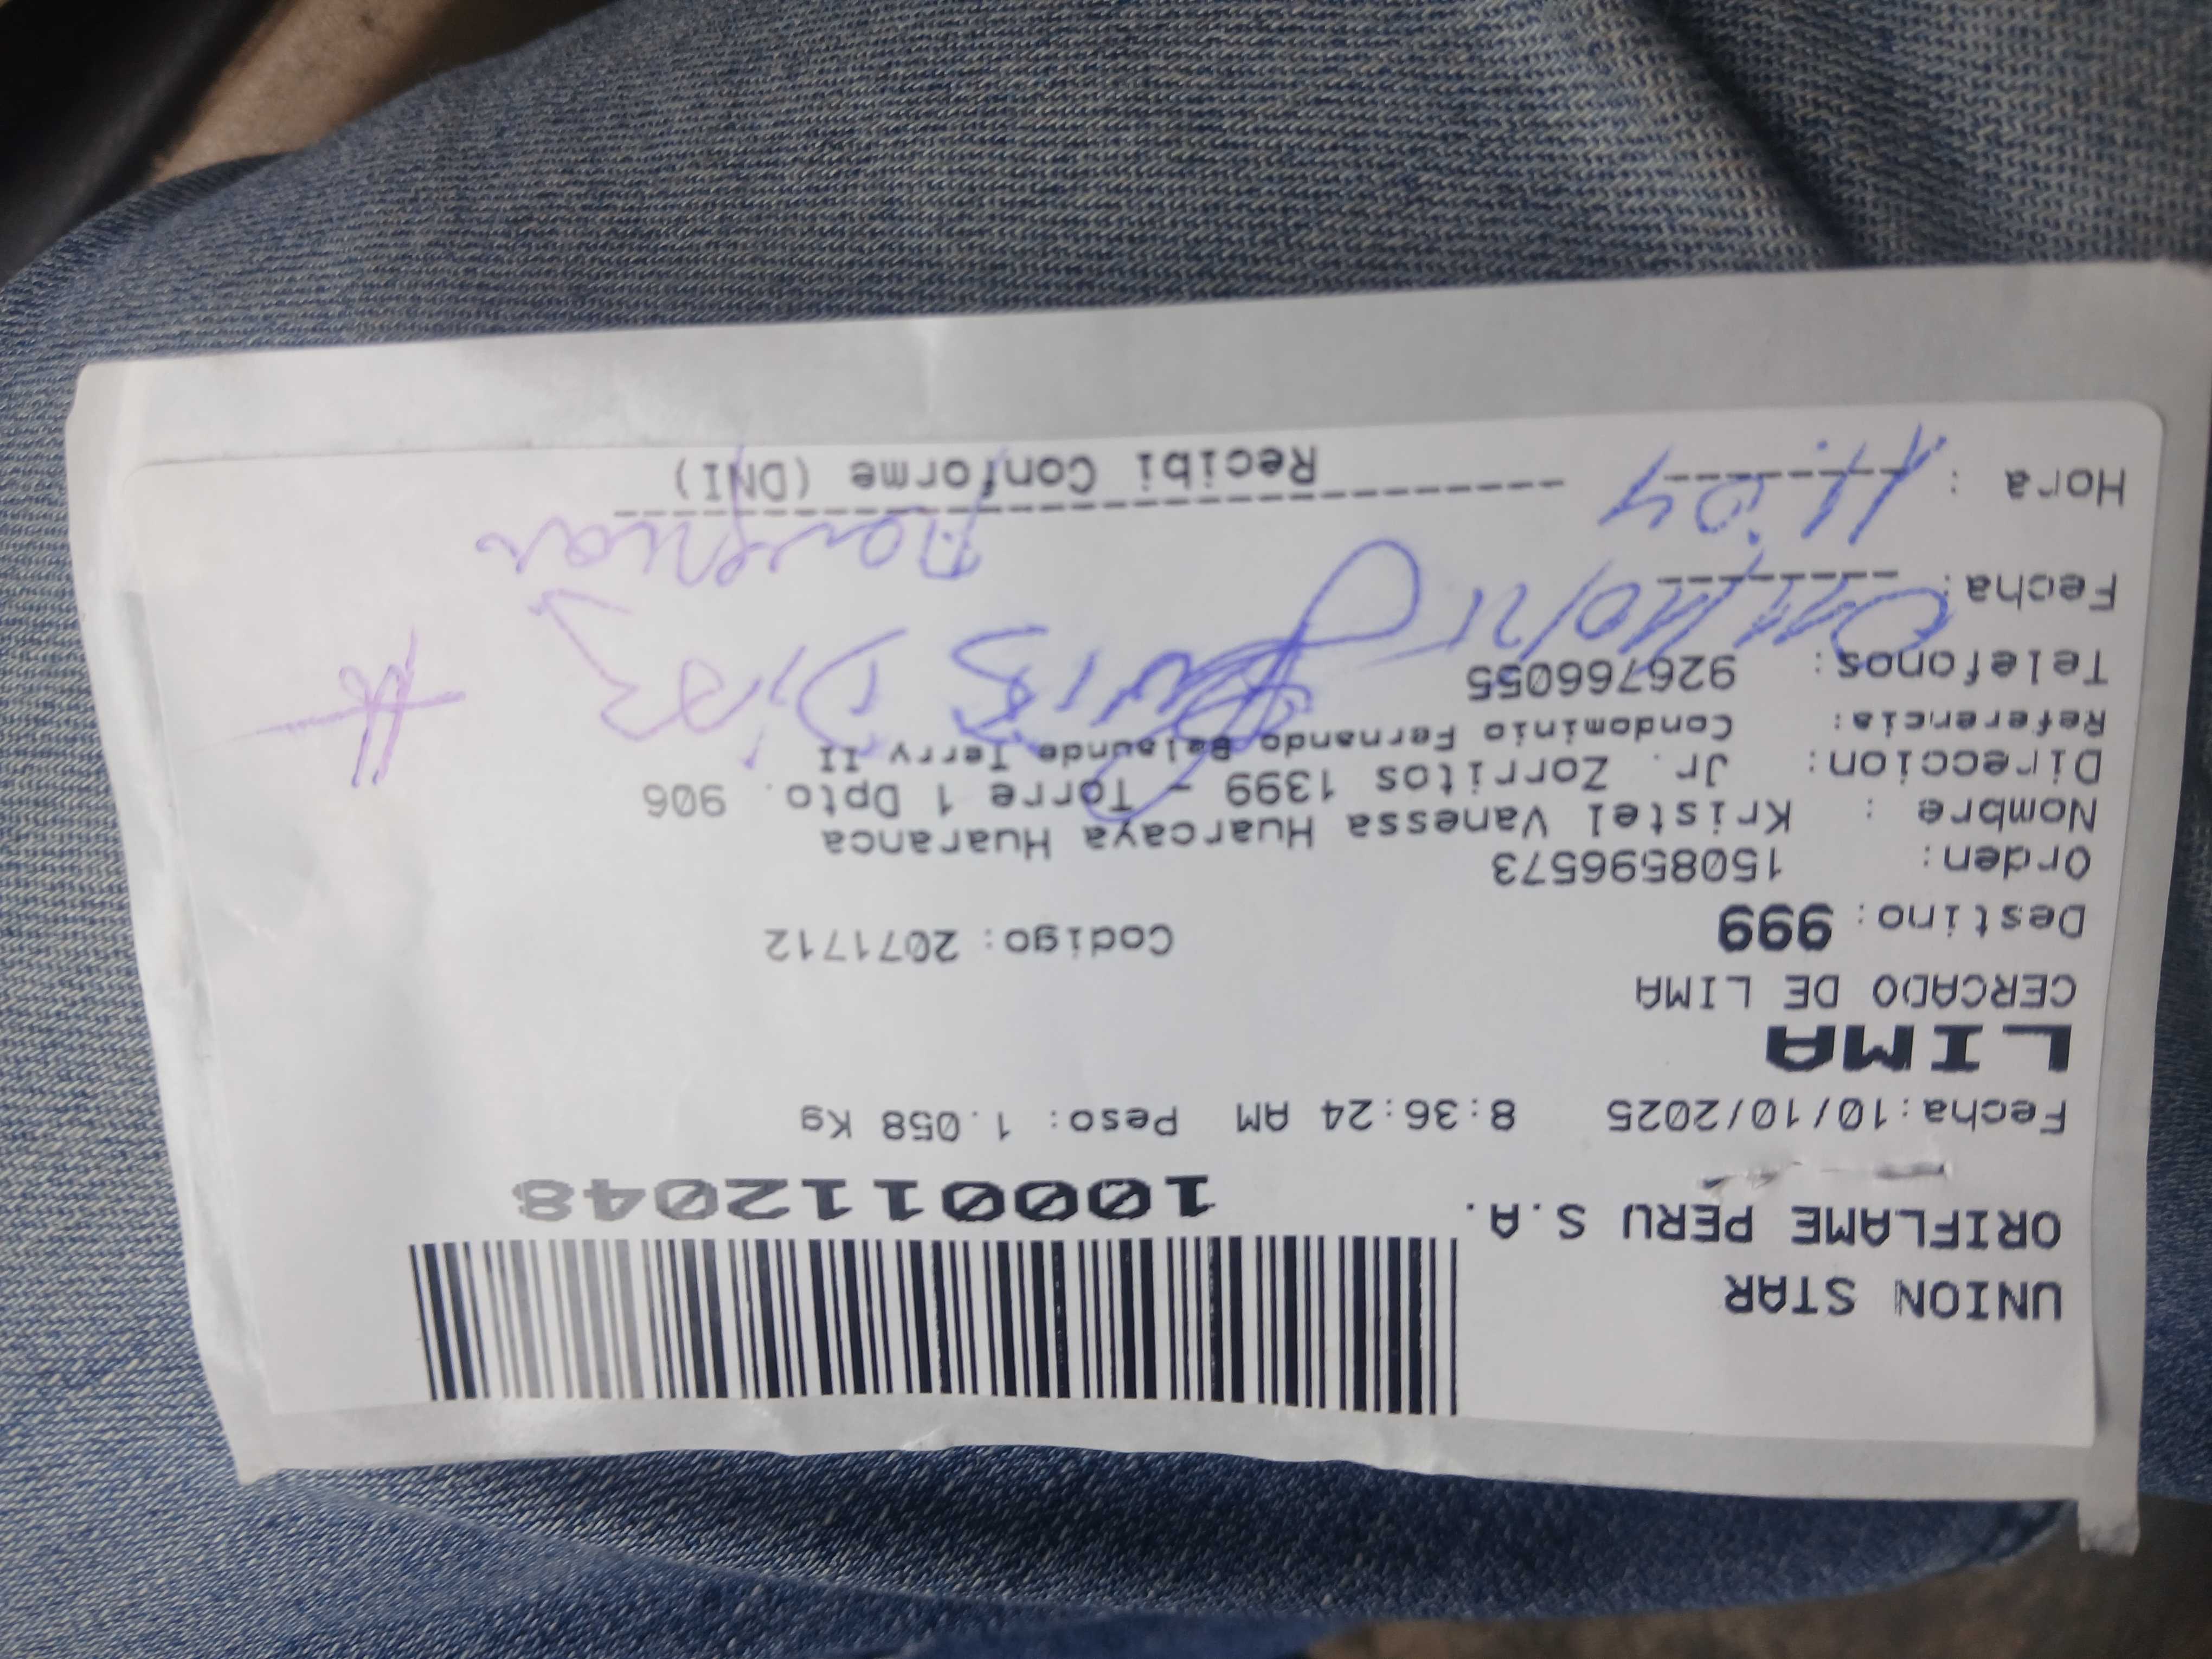 UNION STAR
ORIFLAME PERU S.A.
1000112048
Fecha:10/10/2025 8:36:24 AM Peso: 1.058 Kg
LIMA
CERCADO DE LIMA
Destino: 999 Codigo: 2071712
Orden: 1508596573
Nombre : Kristel Vanessa Huarcaya Huaranca
Direccion: Jr. Zorritos 1399 - Torre 1 Dpto. 906
Referencia: Condominio Fernando Belaunde Terry II
Telefonos: 926766055
Fecha:
Hora : 11:04
Recibi Conforme (DNI)